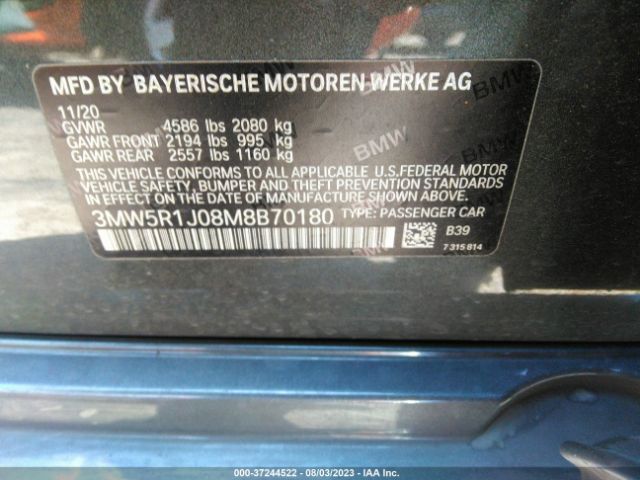 MFD BY BAYERISCHE MOTOREN WERKE AG
11/20
GVWR 4586 lbs 2080 kg
GAWR FRONT 2194 lbs 995 kg
GAWR REAR 2557 lbs 1160 kg
THIS VEHICLE CONFORMS TO ALL APPLICABLE U.S.FEDERAL MOTOR
VEHICLE SAFETY, BUMPER, AND THEFT PREVENTION STANDARDS
IN EFFECT ON THE DATE OF MANUFACTURE SHOWN ABOVE.
3MW5R1J08M8B70180 TYPE: PASSENGER CAR
B39
7 315 814
000-37244522 - 08/03/2023 - IAA Inc.